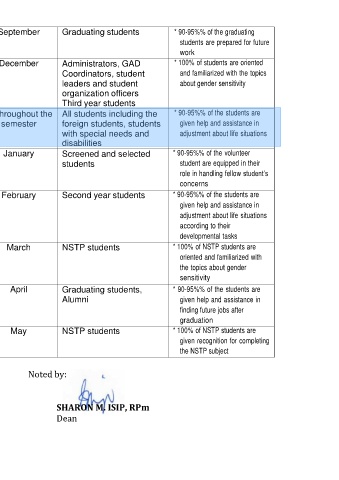 September
Graduating students
* 90-95%% of the graduating
students are prepared for future
work
December
Administrators, GAD
Coordinators, student
leaders and student
organization officers
Third year students
* 100% of students are oriented
and familiarized with the topics
about gender sensitivity
hroughout the
semester
All students including the
foreign students, students
with special needs and
disabilities
* 90-95%% of the students are
given help and assistance in
adjustment about life situations
January
Screened and selected
students
* 90-95%% of the volunteer
student are equipped in their
role in handling fellow student's
concerns
February
Second year students
* 90-95%% of the students are
given help and assistance in
adjustment about life situations
according to their
developmental tasks
March
NSTP students
* 100% of NSTP students are
oriented and familiarized with
the topics about gender
sensitivity
April
Graduating students,
Alumni
* 90-95%% of the students are
given help and assistance in
finding future jobs after
graduation
May
NSTP students
* 100% of NSTP students are
given recognition for completing
the NSTP subject
Noted by:
SHARON M. ISIP, RPm
Dean